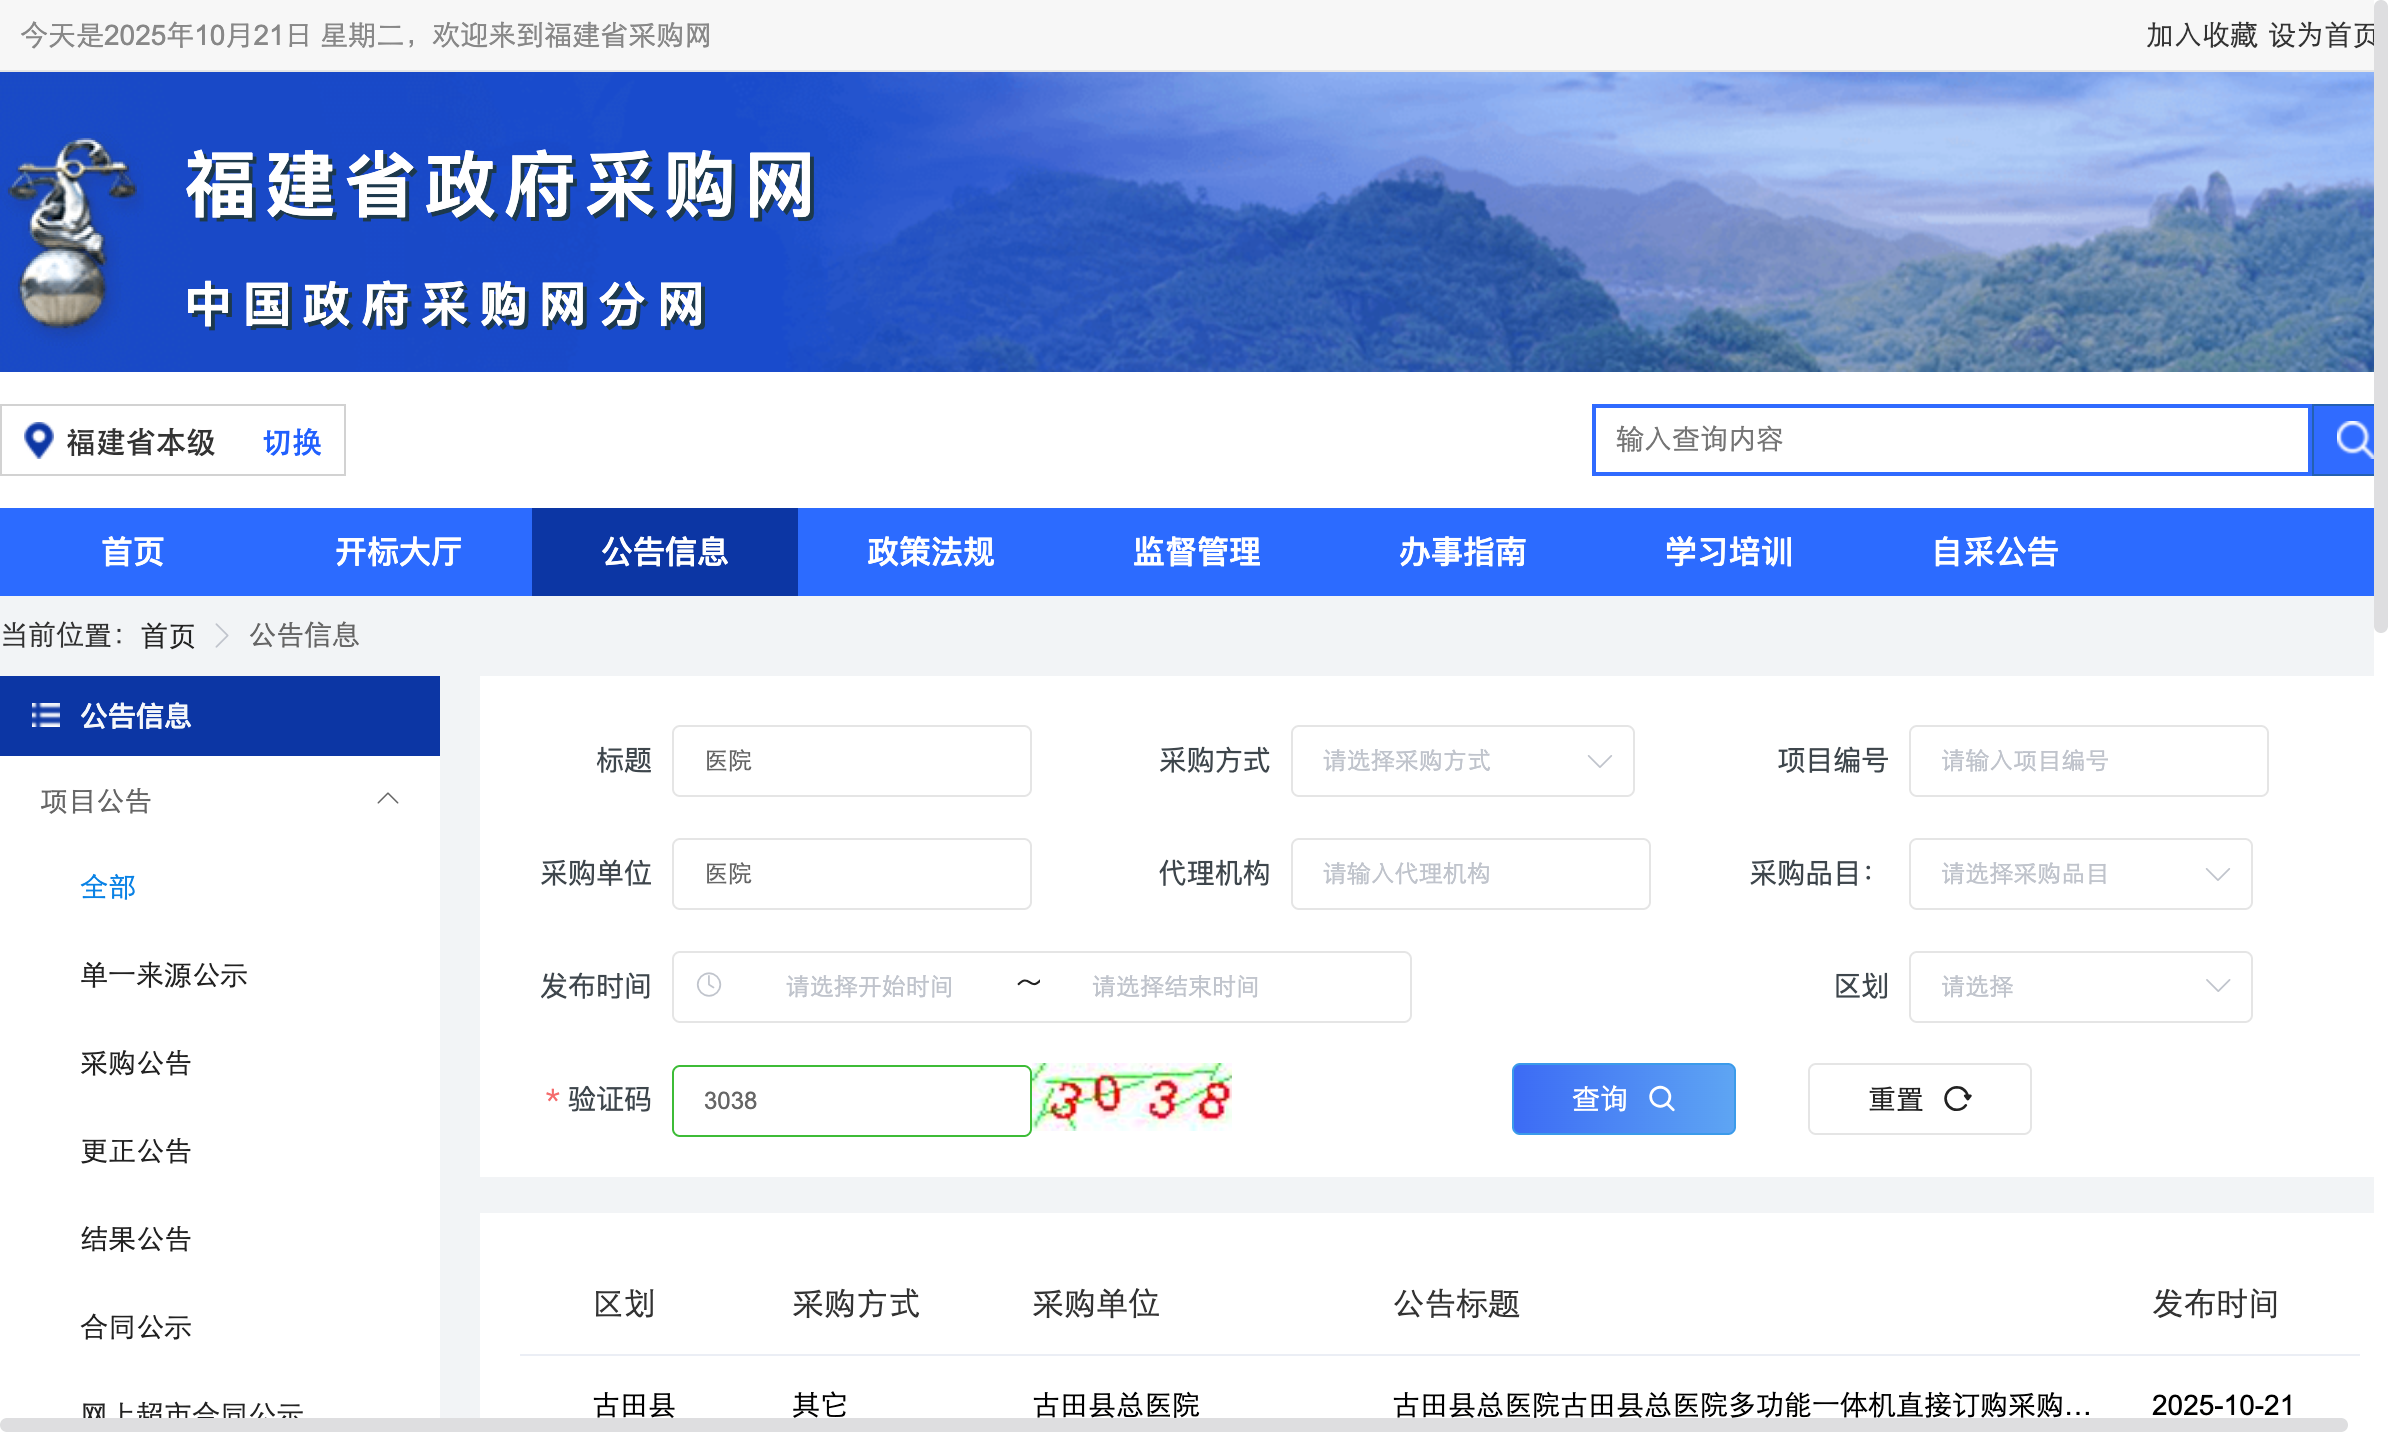 今天是2025年10月21日 星期二，欢迎来到福建省采购网
加入收藏 设为首页
福建省政府采购网
中国政府采购网分网
福建省本级 切换
输入查询内容
首页 开标大厅 公告信息 政策法规 监督管理 办事指南 学习培训 自采公告
当前位置： 首页 公告信息
公告信息
项目公告
全部
单一来源公示
采购公告
更正公告
结果公告
合同公示
网上超市合同公示
标题 医院 采购方式 请选择采购方式 项目编号 请输入项目编号
采购单位 医院 代理机构 请输入代理机构 采购品目： 请选择采购品目
发布时间 请选择开始时间 ~ 请选择结束时间 区划 请选择
* 验证码 3038 3038 查询 重置
区划 采购方式 采购单位 公告标题 发布时间
古田县 其它 古田县总医院 古田县总医院古田县总医院多功能一体机直接订购采购... 2025-10-21